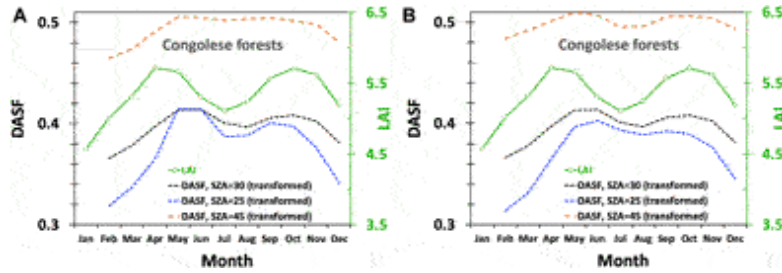 A
Congolese forests
DASF
LAI
0.5
0.4
0.3
6.5
5.5
4.5
3.5
LAI
DASF, SZA=30 (transformed)
DASF, SZA=25 (transformed)
DASF, SZA=45 (transformed)
Jan Feb Mar Apr May Jun Jul Aug Sep Oct Nov Dec
Month
B
Congolese forests
DASF
LAI
0.5
0.4
0.3
6.5
5.5
4.5
3.5
LAI
DASF, SZA=30 (transformed)
DASF, SZA=25 (transformed)
DASF, SZA=45 (transformed)
Jan Feb Mar Apr May Jun Jul Aug Sep Oct Nov Dec
Month